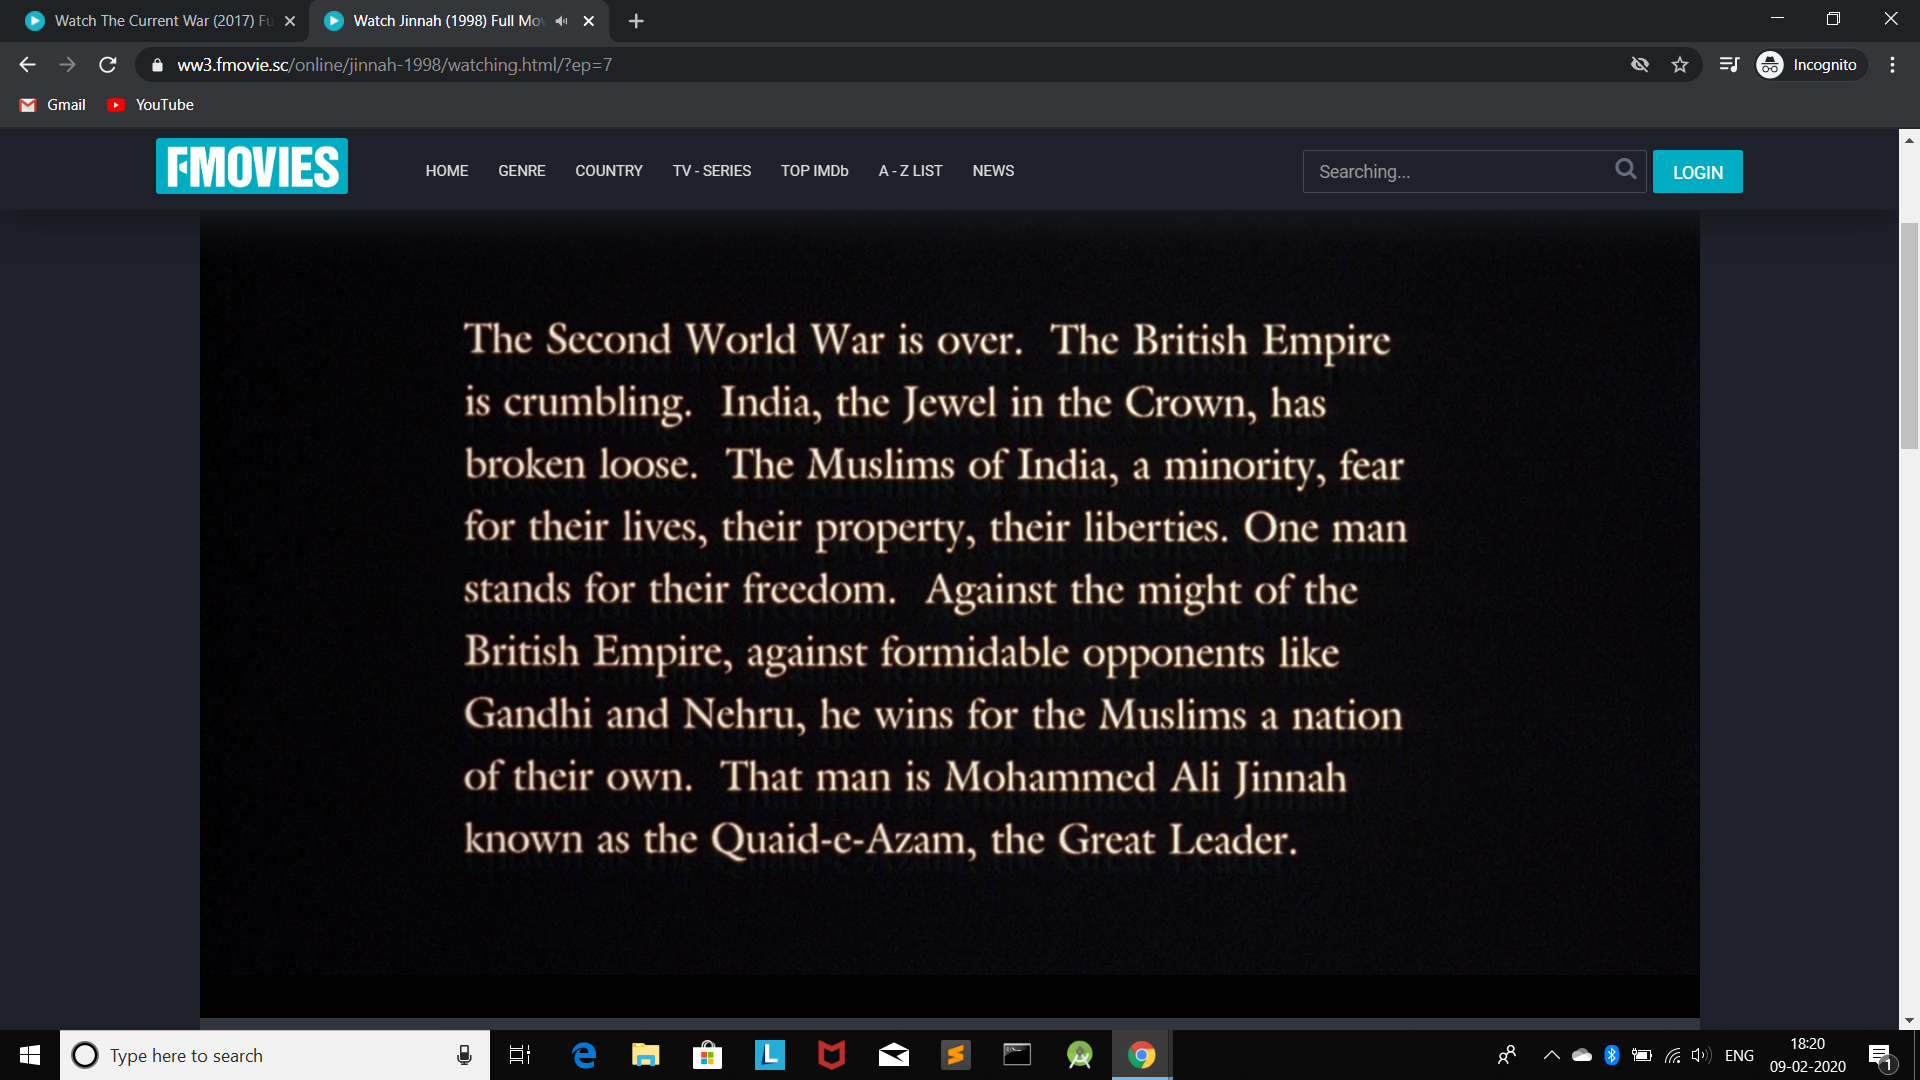 Watch The Current War (2017) Fu
Watch Jinnah (1998) Full Mov
ww3.fmovie.sc/online/jinnah-1998/watching.html/?ep=7
Incognito
Gmail
YouTube
FMOVIES
HOME
GENRE
COUNTRY
TV - SERIES
TOP IMDb
A - Z LIST
NEWS
Searching...
LOGIN
The Second World War is over. The British Empire
is crumbling. India, the Jewel in the Crown, has
broken loose. The Muslims of India, a minority, fear
for their lives, their property, their liberties. One man
stands for their freedom. Against the might of the
British Empire, against formidable opponents like
Gandhi and Nehru, he wins for the Muslims a nation
of their own. That man is Mohammed Ali Jinnah
known as the Quaid-e-Azam, the Great Leader.
Type here to search
L
ENG
18:20
09-02-2020
1